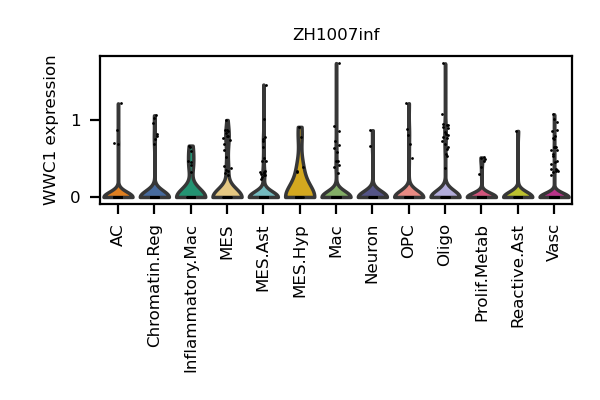 ZH1007inf
WWC1 expression
1
0
AC
Chromatin.Reg
Inflammatory.Mac
MES
MES.Ast
MES.Hyp
Mac
Neuron
OPC
Oligo
Prolif.Metab
Reactive.Ast
Vasc